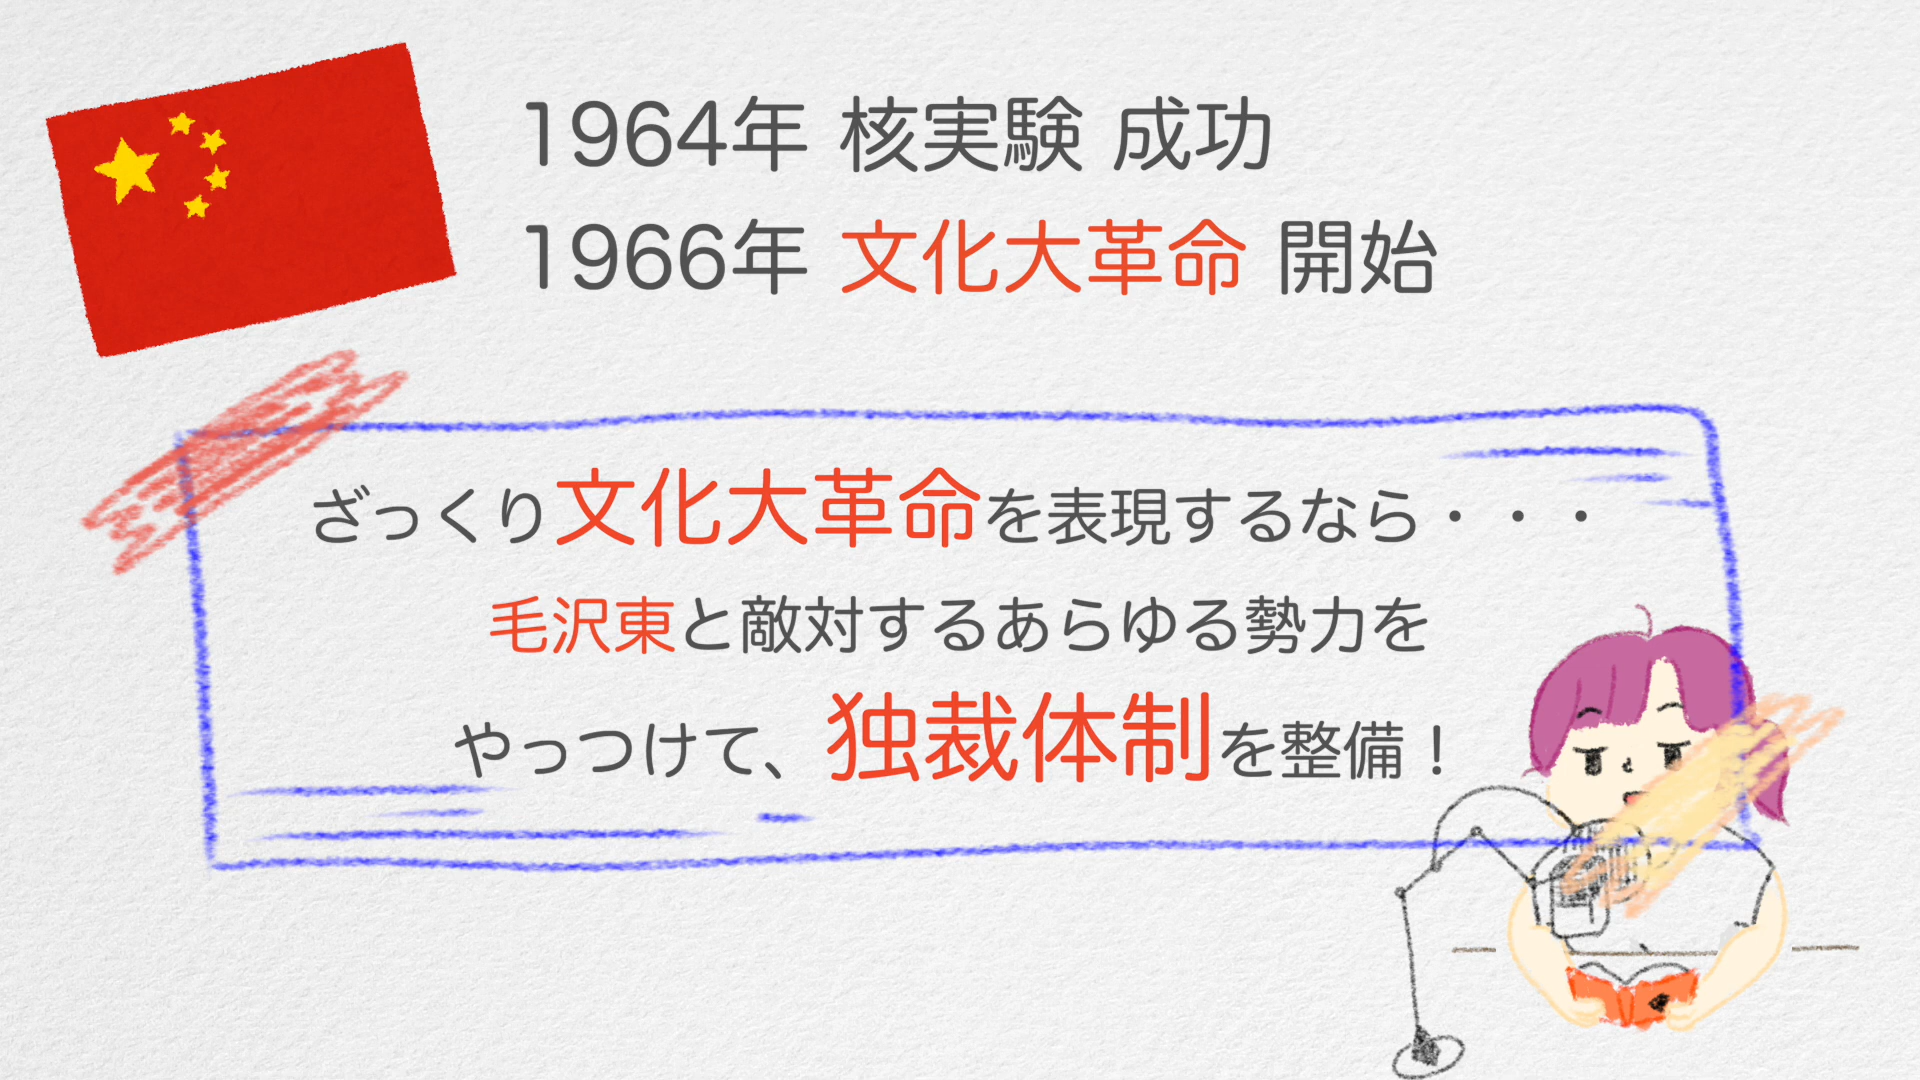 1964年 核実験 成功
1966年 文化大革命 開始
ざっくり文化大革命を表現するなら・・・
毛沢東と敵対するあらゆる勢力を
やっつけて、独裁体制を整備！